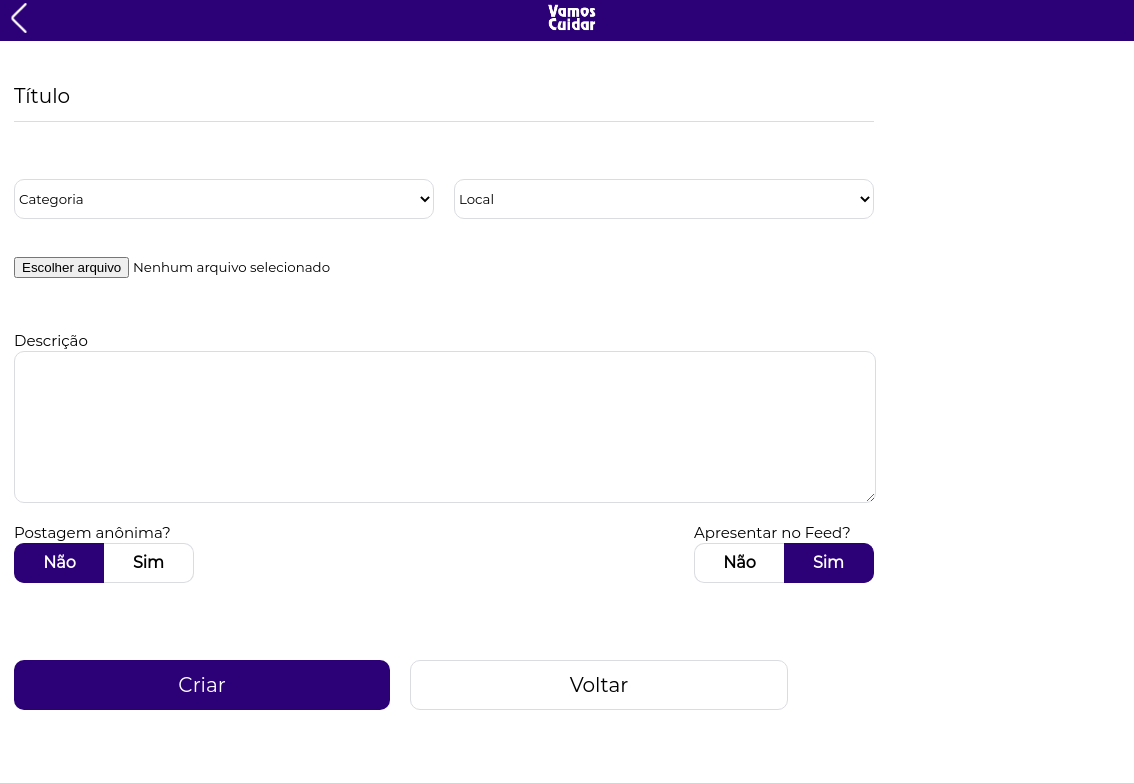 Vamos
Cuidar
Título
Categoria
Local
Escolher arquivo Nenhum arquivo selecionado
Descrição
Postagem anônima?
Apresentar no Feed?
Não Sim
Não Sim
Criar
Voltar